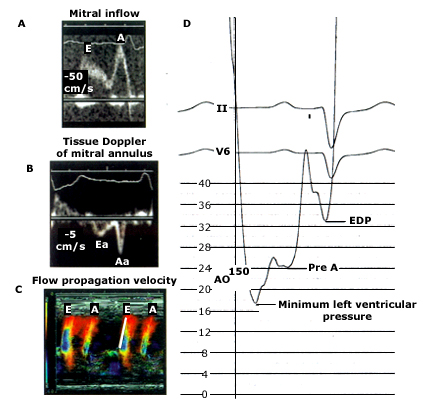 A
Mitral inflow
E
A
-50
cm/s
B
Tissue Doppler
of mitral annulus
-5
cm/s
Ea
Aa
C
Flow propagation velocity
E
A
E
A
D
II
V6
40
36
32
28
24
150
AO
20
16
12
8
4
0
EDP
Pre A
Minimum left ventricular
pressure